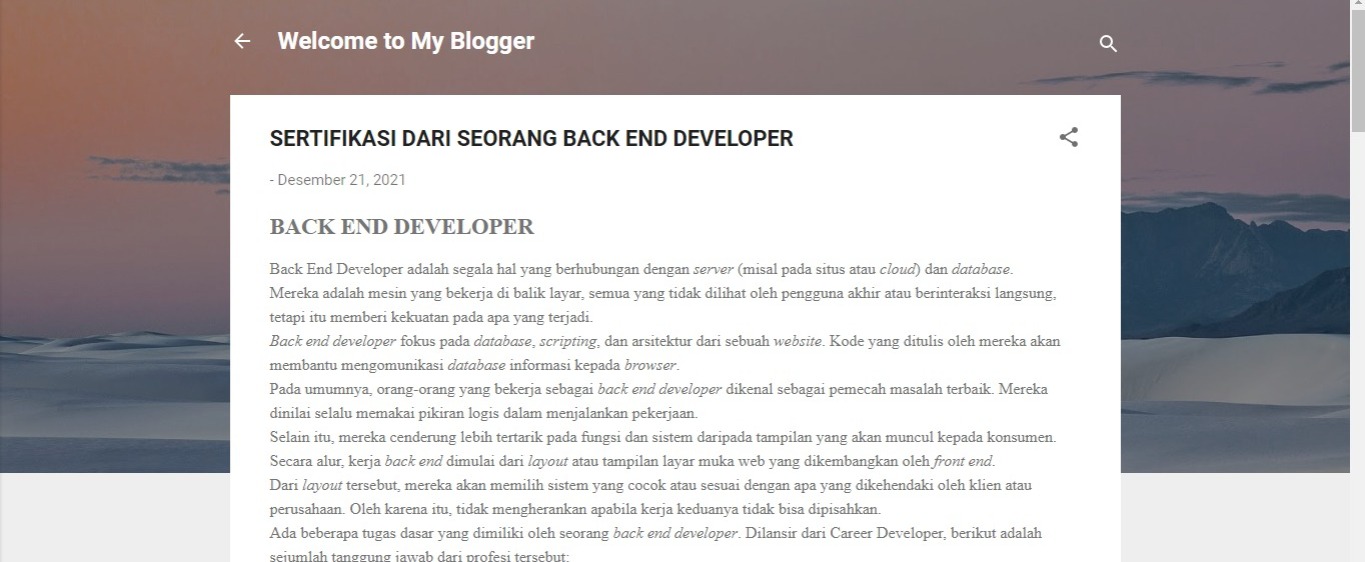 Welcome to My Blogger
SERTIFIKASI DARI SEORANG BACK END DEVELOPER
- Desember 21, 2021
BACK END DEVELOPER
Back End Developer adalah segala hal yang berhubungan dengan server (misal pada situs atau cloud) dan database.
Mereka adalah mesin yang bekerja di balik layar, semua yang tidak dilihat oleh pengguna akhir atau berinteraksi langsung,
tetapi itu memberi kekuatan pada apa yang terjadi.
Back end developer fokus pada database, scripting, dan arsitektur dari sebuah website. Kode yang ditulis oleh mereka akan
membantu mengomunikasi database informasi kepada browser.
Pada umumnya, orang-orang yang bekerja sebagai back end developer dikenal sebagai pemecah masalah terbaik. Mereka
dinilai selalu memakai pikiran logis dalam menjalankan pekerjaan.
Selain itu, mereka cenderung lebih tertarik pada fungsi dan sistem daripada tampilan yang akan muncul kepada konsumen.
Secara alur, kerja back end dimulai dari layout atau tampilan layar muka web yang dikembangkan oleh front end.
Dari layout tersebut, mereka akan memilih sistem yang cocok atau sesuai dengan apa yang dikehendaki oleh klien atau
perusahaan. Oleh karena itu, tidak mengherankan apabila kerja keduanya tidak bisa dipisahkan.
Ada beberapa tugas dasar yang dimiliki oleh seorang back end developer. Dilansir dari Career Developer, berikut adalah
sejumlah tanggung jawab dari profesi tersebut: